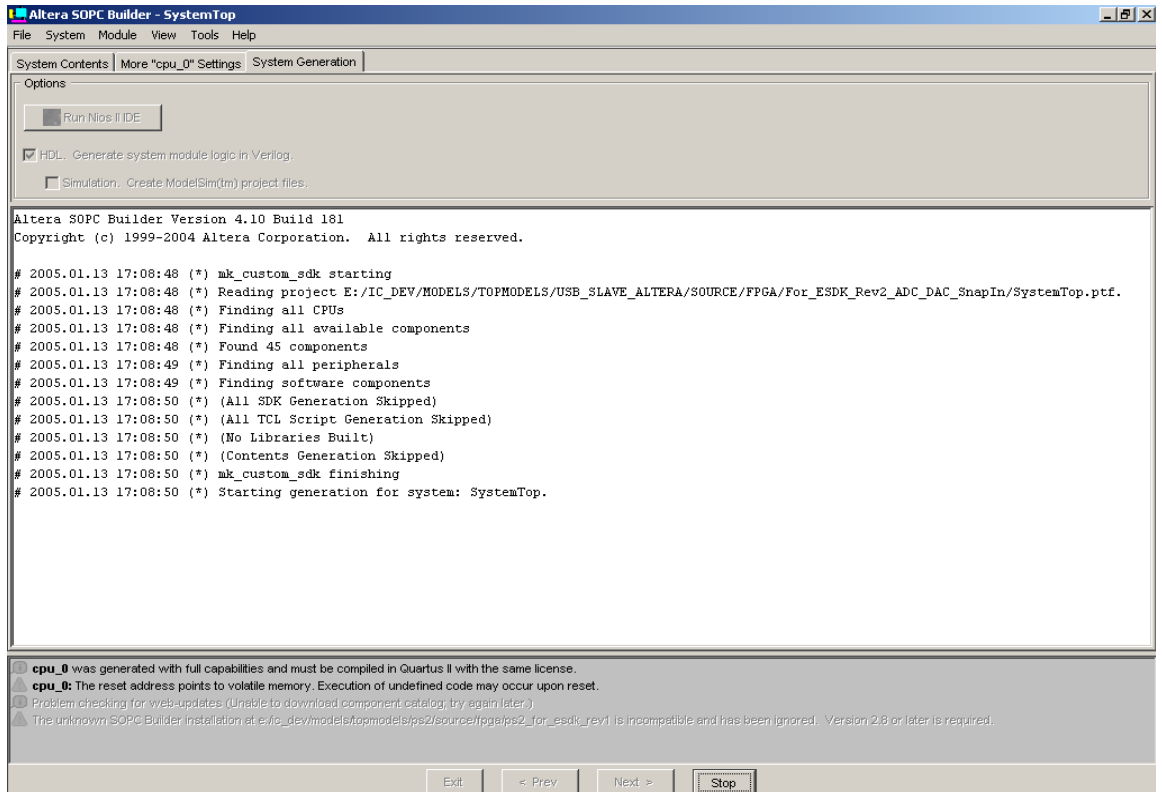 Altera SOPC Builder - SystemTop
File System Module View Tools Help
System Contents More "cpu_0" Settings System Generation
Options
Run Nios II IDE
HDL. Generate system module logic in Verilog.
Simulation. Create ModelSim(tm) project files.
Altera SOPC Builder Version 4.10 Build 181
Copyright (c) 1999-2004 Altera Corporation. All rights reserved.
# 2005.01.13 17:08:48 (*) mk_custom_sdk starting
# 2005.01.13 17:08:48 (*) Reading project E:/IC_DEV/MODELS/TOPMODELS/USB_SLAVE_ALTERA/SOURCE/FPGA/For_ESDK_Rev2_ADC_DAC_SnapIn/SystemTop.ptf.
# 2005.01.13 17:08:48 (*) Finding all CPUs
# 2005.01.13 17:08:48 (*) Finding all available components
# 2005.01.13 17:08:48 (*) Found 45 components
# 2005.01.13 17:08:49 (*) Finding all peripherals
# 2005.01.13 17:08:49 (*) Finding software components
# 2005.01.13 17:08:50 (*) (All SDK Generation Skipped)
# 2005.01.13 17:08:50 (*) (All TCL Script Generation Skipped)
# 2005.01.13 17:08:50 (*) (No Libraries Built)
# 2005.01.13 17:08:50 (*) (Contents Generation Skipped)
# 2005.01.13 17:08:50 (*) mk_custom_sdk finishing
# 2005.01.13 17:08:50 (*) Starting generation for system: SystemTop.
cpu_0 was generated with full capabilities and must be compiled in Quartus II with the same license.
cpu_0: The reset address points to volatile memory. Execution of undefined code may occur upon reset.
Problem checking for web-updates (Unable to download component catalog; try again later.)
The unknown SOPC Builder installation at e:/ic_dev/models/topmodels/ps2/source/fpga/ps2_for_esdk_rev1 is incompatible and has been ignored. Version 2.8 or later is required.
Exit < Prev Next > Stop